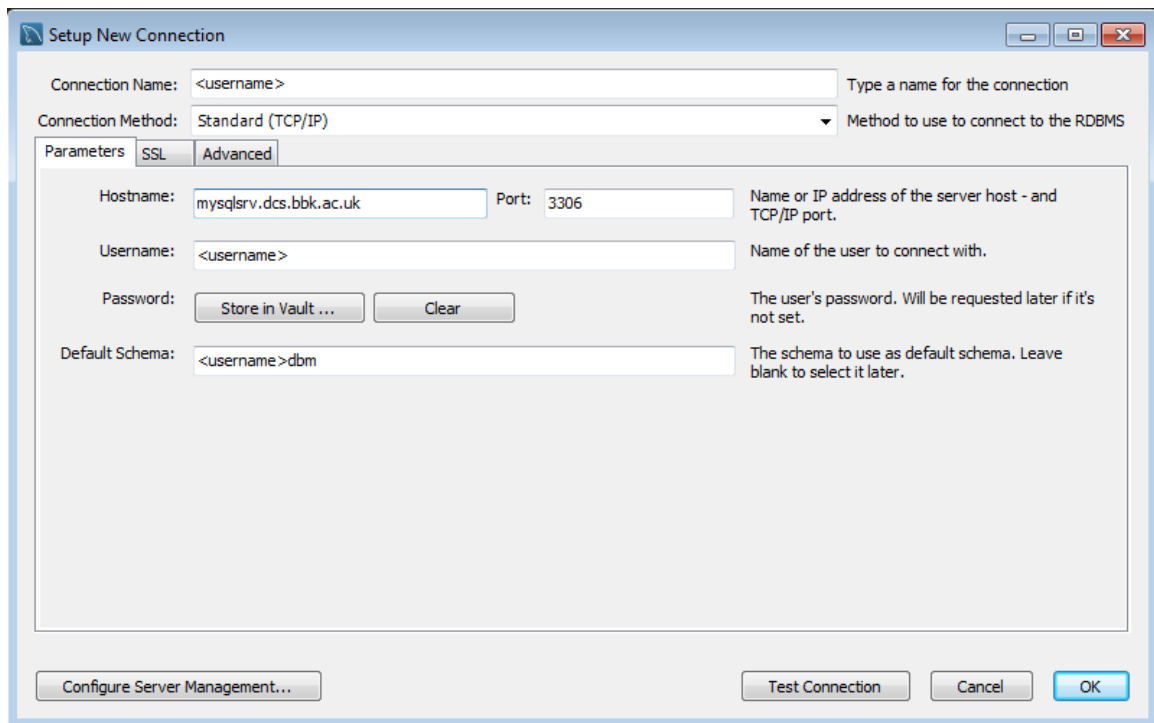 Setup New Connection
Connection Name: <username> Type a name for the connection
Connection Method: Standard (TCP/IP) Method to use to connect to the RDBMS
Parameters SSL Advanced
Hostname: mysqlsrv.dcs.bbk.ac.uk Port: 3306 Name or IP address of the server host - and
TCP/IP port.
Username: <username> Name of the user to connect with.
Password: Store in Vault ... Clear The user's password. Will be requested later if it's
not set.
Default Schema: <username>dbm The schema to use as default schema. Leave
blank to select it later.
Configure Server Management... Test Connection Cancel OK